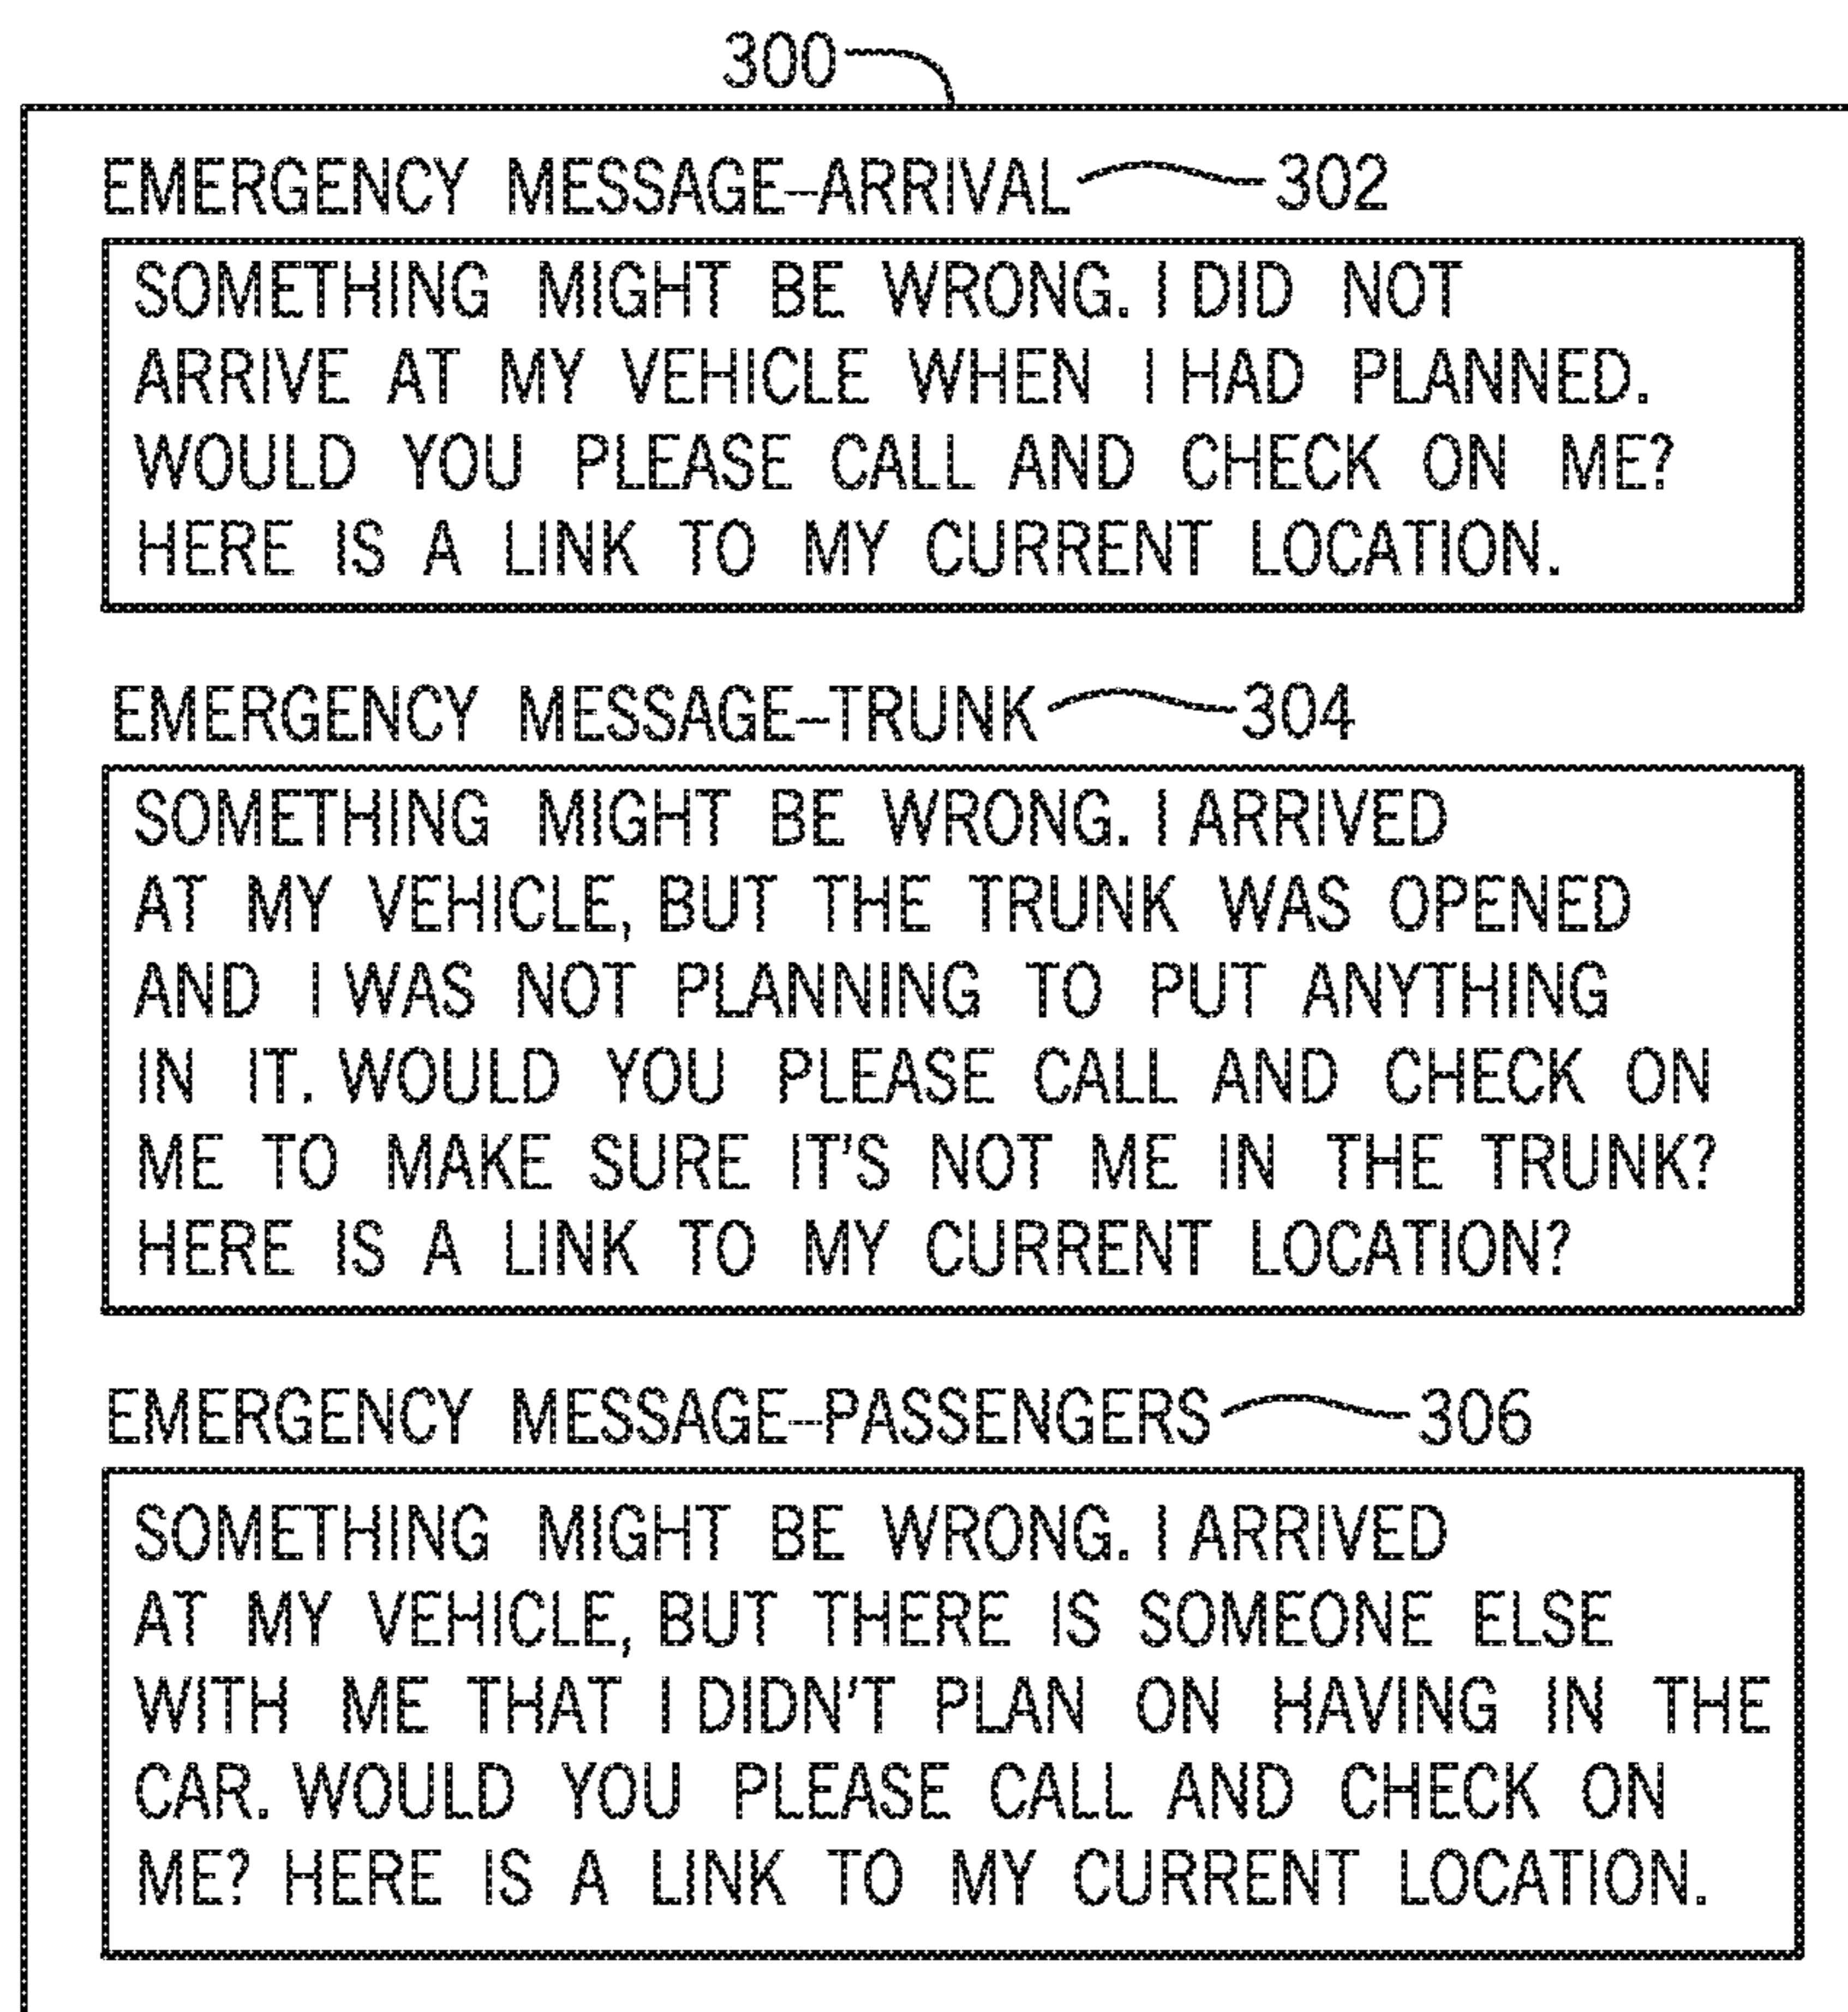 300
EMERGENCY MESSAGE-ARRIVAL 302
SOMETHING MIGHT BE WRONG. I DID NOT
ARRIVE AT MY VEHICLE WHEN I HAD PLANNED.
WOULD YOU PLEASE CALL AND CHECK ON ME?
HERE IS A LINK TO MY CURRENT LOCATION.
EMERGENCY MESSAGE-TRUNK 304
SOMETHING MIGHT BE WRONG. I ARRIVED
AT MY VEHICLE, BUT THE TRUNK WAS OPENED
AND I WAS NOT PLANNING TO PUT ANYTHING
IN IT. WOULD YOU PLEASE CALL AND CHECK ON
ME TO MAKE SURE IT'S NOT ME IN THE TRUNK?
HERE IS A LINK TO MY CURRENT LOCATION?
EMERGENCY MESSAGE-PASSENGERS 306
SOMETHING MIGHT BE WRONG. I ARRIVED
AT MY VEHICLE, BUT THERE IS SOMEONE ELSE
WITH ME THAT I DIDN'T PLAN ON HAVING IN THE
CAR. WOULD YOU PLEASE CALL AND CHECK ON
ME? HERE IS A LINK TO MY CURRENT LOCATION.